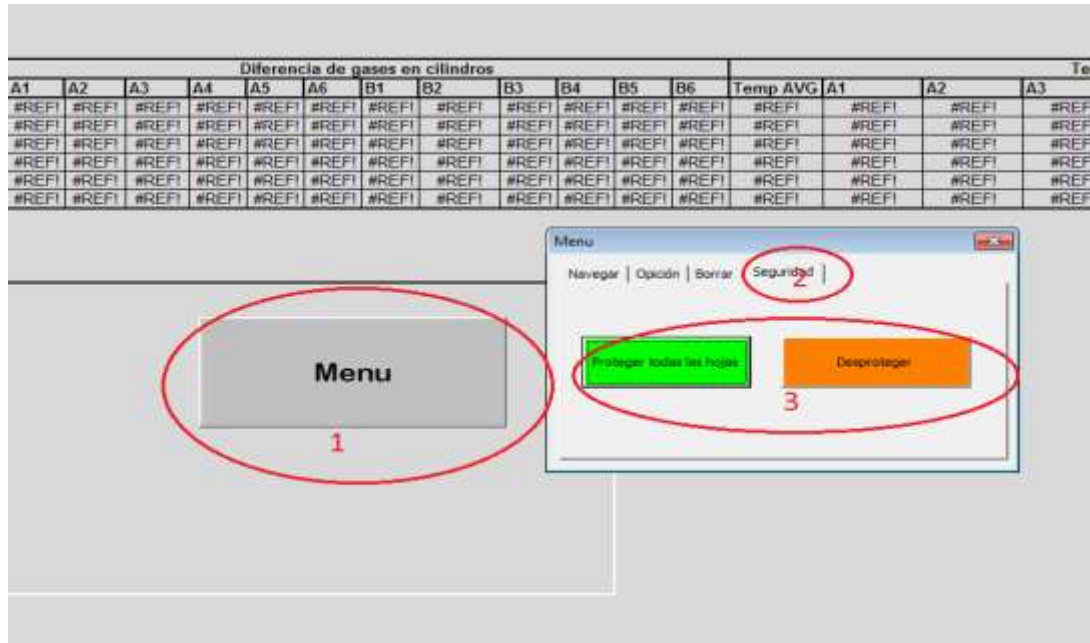 Diferencia de gases en cilindros Te
A1 A2 A3 A4 A5 A6 B1 B2 B3 B4 B5 B6 Temp AVG A1 A2 A3
#REF! #REF! #REF! #REF! #REF! #REF! #REF! #REF! #REF! #REF! #REF! #REF! #REF! #REF! #REF! #REF
#REF! #REF! #REF! #REF! #REF! #REF! #REF! #REF! #REF! #REF! #REF! #REF! #REF! #REF! #REF! #REF
#REF! #REF! #REF! #REF! #REF! #REF! #REF! #REF! #REF! #REF! #REF! #REF! #REF! #REF! #REF! #REF
#REF! #REF! #REF! #REF! #REF! #REF! #REF! #REF! #REF! #REF! #REF! #REF! #REF! #REF! #REF! #REF
#REF! #REF! #REF! #REF! #REF! #REF! #REF! #REF! #REF! #REF! #REF! #REF! #REF! #REF! #REF! #REF
#REF! #REF! #REF! #REF! #REF! #REF! #REF! #REF! #REF! #REF! #REF! #REF! #REF! #REF! #REF! #REF
Menu
Navegar | Opición | Borrar Seguridad |
2
Proteger todas las hojas Desproteger
3
Menu
1